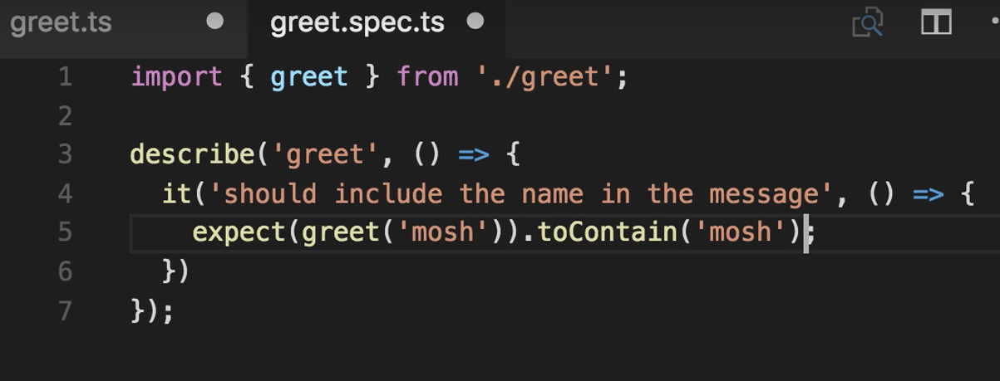 greet.ts greet.spec.ts
1 import { greet } from './greet';
2
3 describe('greet', () => {
4   it('should include the name in the message', () => {
5     expect(greet('mosh')).toContain('mosh');
6   })
7 });